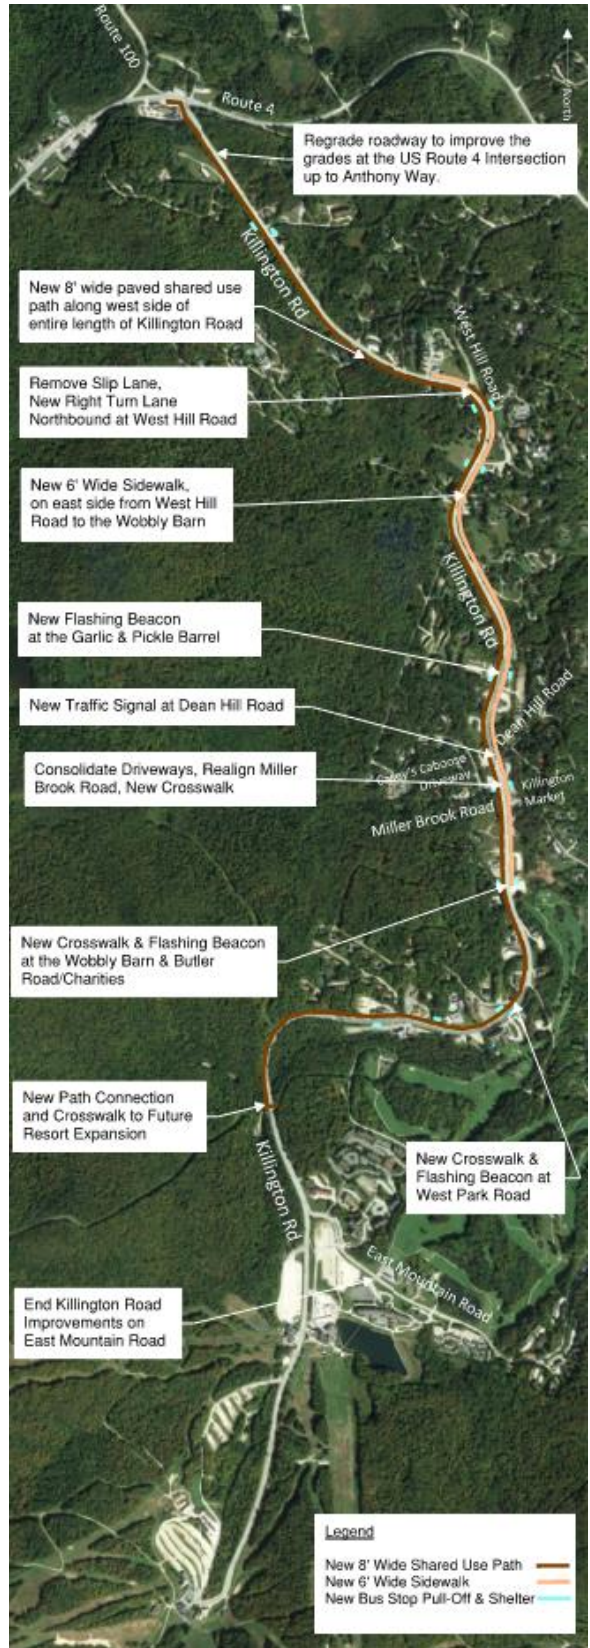 Route 100
Route 4
North
Regrade roadway to improve the
grades at the US Route 4 Intersection
up to Anthony Way.
Killington Rd
New 8' wide paved shared use
path along west side of
entire length of Killington Road
West Hill Road
Remove Slip Lane,
New Right Turn Lane
Northbound at West Hill Road
New 6' Wide Sidewalk,
on east side from West Hill
Road to the Wobbly Barn
Killington Rd
New Flashing Beacon
at the Garlic & Pickle Barrel
Dean Hill Road
New Traffic Signal at Dean Hill Road
Consolidate Driveways, Realign Miller
Brook Road, New Crosswalk
Caboose
Driveway
Killington
Market
Miller Brook Road
New Crosswalk & Flashing Beacon
at the Wobbly Barn & Butler
Road/Charities
New Path Connection
and Crosswalk to Future
Resort Expansion
Killington Rd
New Crosswalk &
Flashing Beacon at
West Park Road
East Mountain Road
End Killington Road
Improvements on
East Mountain Road
Legend
New 8' Wide Shared Use Path
New 6' Wide Sidewalk
New Bus Stop Pull-Off & Shelter